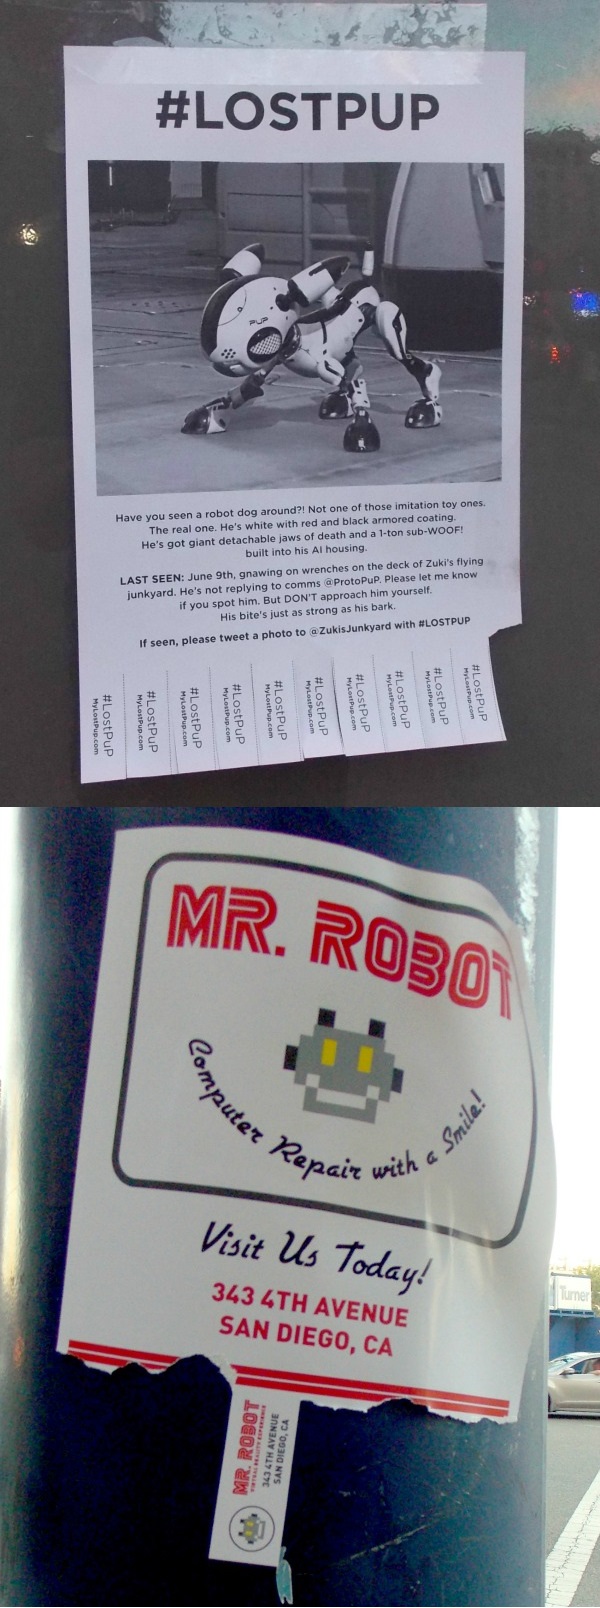 #LOSTPUP
PUP
Have you seen a robot dog around?! Not one of those imitation toy ones.
The real one. He's white with red and black armored coating.
He's got giant detachable jaws of death and a 1-ton sub-WOOF!
built into his AI housing.
LAST SEEN: June 9th, gnawing on wrenches on the deck of Zuki's flying
junkyard. He's not replying to comms @ProtoPuP. Please let me know
if you spot him. But DON'T approach him yourself.
His bite's just as strong as his bark.
If seen, please tweet a photo to @ZukisJunkyard with #LOSTPUP
#LostPuP
MyLostPup.com
#LostPuP
MyLostPup.com
#LostPuP
MyLostPup.com
#LostPuP
MyLostPup.com
#LostPuP
MyLostPup.com
#LostPuP
MyLostPup.com
#LostPuP
MyLostPup.com
#LostPuP
MyLostPup.com
#LostPuP
MyLostPup.com
#LostPuP
MyLostPup.com
MR. ROBOT
Computer Repair with a Smile!
Visit Us Today!
343 4TH AVENUE
SAN DIEGO, CA
Turner
MR. ROBOT
VIRTUAL REALITY EXPERIENCE
343 4TH AVENUE
SAN DIEGO, CA